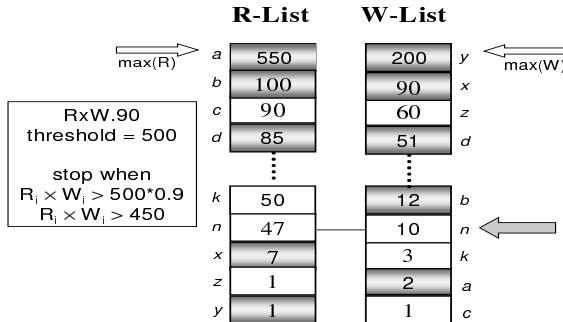 R-List W-List
max(R) a 550 200 y max(W)
b 100 90 x
c 90 60 z
d 85 51 d
RxW.90
threshold = 500
stop when
Ri x Wi > 500*0.9
Ri x Wi > 450
k 50 12 b
n 47 10 n
x 7 3 k
z 1 2 a
y 1 1 c